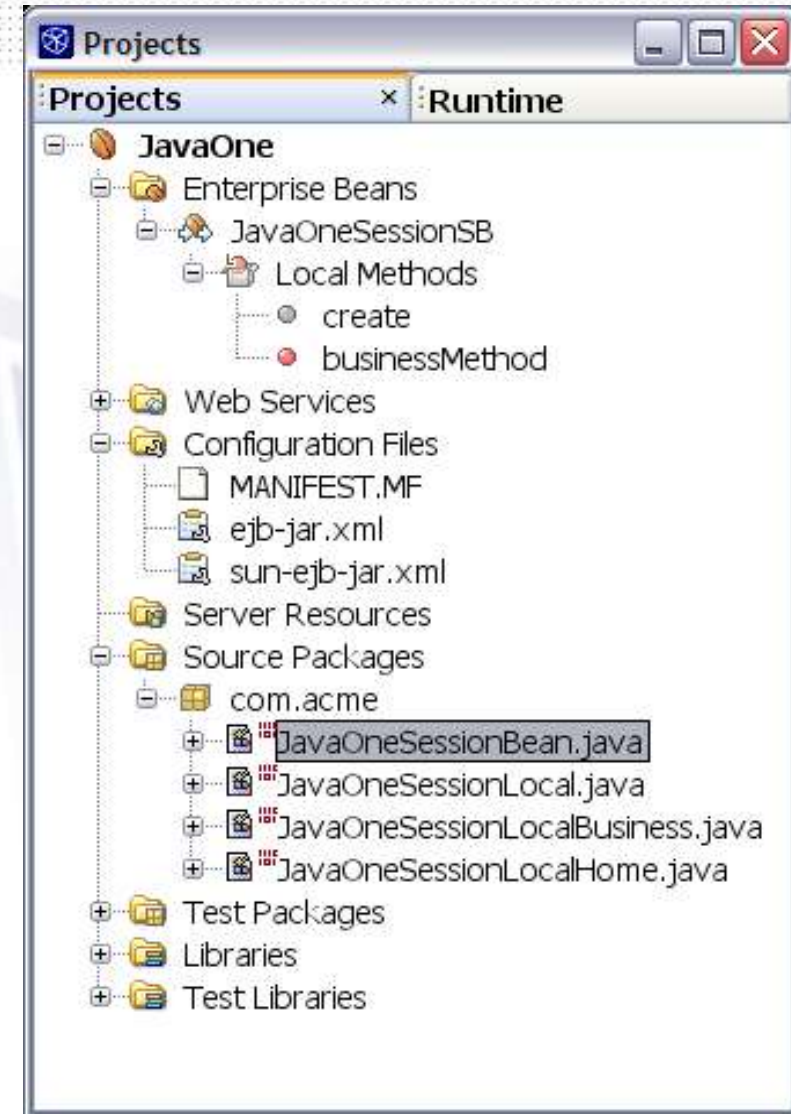 Projects
Projects × Runtime
JavaOne
Enterprise Beans
JavaOneSessionSB
Local Methods
create
businessMethod
Web Services
Configuration Files
MANIFEST.MF
ejb-jar.xml
sun-ejb-jar.xml
Server Resources
Source Packages
com.acme
JavaOneSessionBean.java
JavaOneSessionLocal.java
JavaOneSessionLocalBusiness.java
JavaOneSessionLocalHome.java
Test Packages
Libraries
Test Libraries